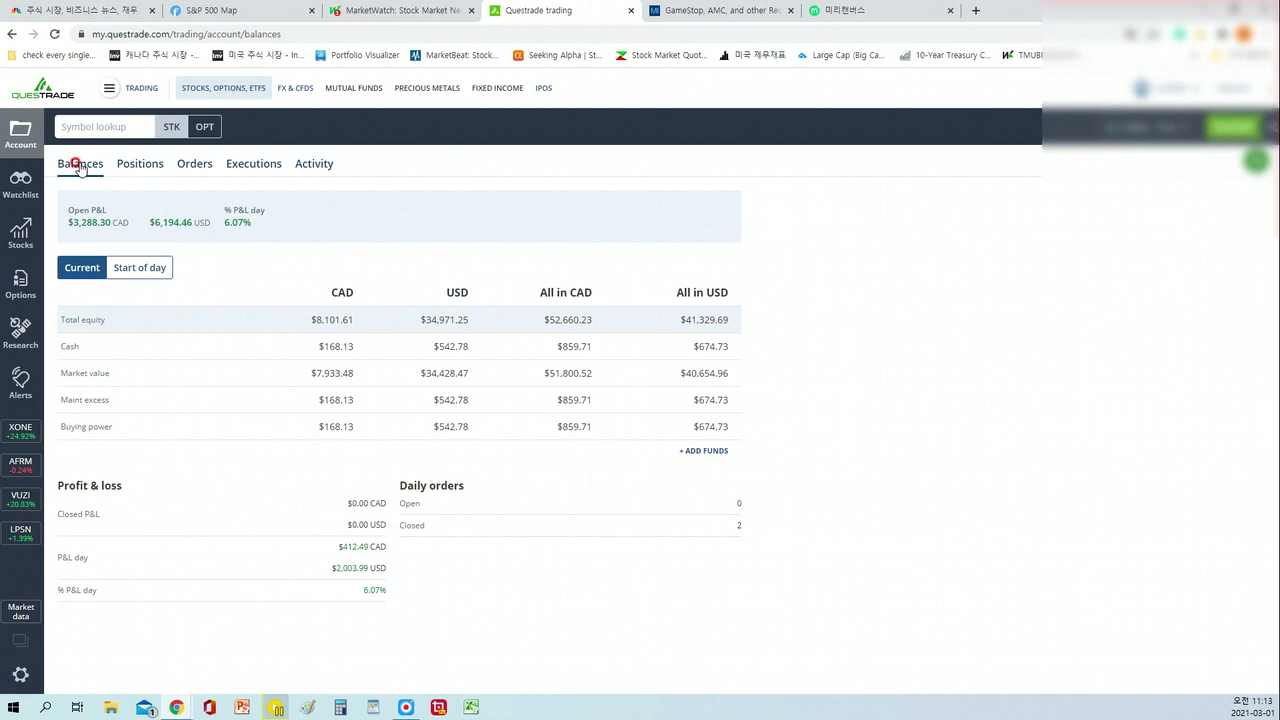 주식 시장, 비즈니스 뉴스, 재무
S&P 500 Map
MarketWatch: Stock Market Ne
Questrade trading
GameStop, AMC, and other Re
미리캔버스
my.questrade.com/trading/account/balances
check every single...
캐나다 주식 시장 -...
미국 주식 시장 - In...
Portfolio Visualizer
MarketBeat: Stock...
Seeking Alpha | St...
Stock Market Quot...
미국 재무제표
Large Cap (Big Ca...
10-Year Treasury C...
QUESTRADE
TRADING
STOCKS, OPTIONS, ETFS
FX & CFDS
MUTUAL FUNDS
PRECIOUS METALS
FIXED INCOME
IPOS
Account
Symbol lookup
STK
OPT
Balances
Positions
Orders
Executions
Activity
Watchlist
Stocks
Options
Research
Alerts
XONE
+24.92%
AFRM
-0.24%
VUZI
+20.83%
LPSN
+1.39%
Market
data
Open P&L
% P&L day
$3,288.30 CAD
$6,194.46 USD
6.07%
Current
Start of day
CAD
USD
All in CAD
All in USD
Total equity
$8,101.61
$34,971.25
$52,660.23
$41,329.69
Cash
$168.13
$542.78
$859.71
$674.73
Market value
$7,933.48
$34,428.47
$51,800.52
$40,654.96
Maint excess
$168.13
$542.78
$859.71
$674.73
Buying power
$168.13
$542.78
$859.71
$674.73
+ ADD FUNDS
Profit & loss
Closed P&L
$0.00 CAD
$0.00 USD
P&L day
$412.49 CAD
$2,003.99 USD
% P&L day
6.07%
Daily orders
Open
0
Closed
2
오전 11:13
2021-03-01